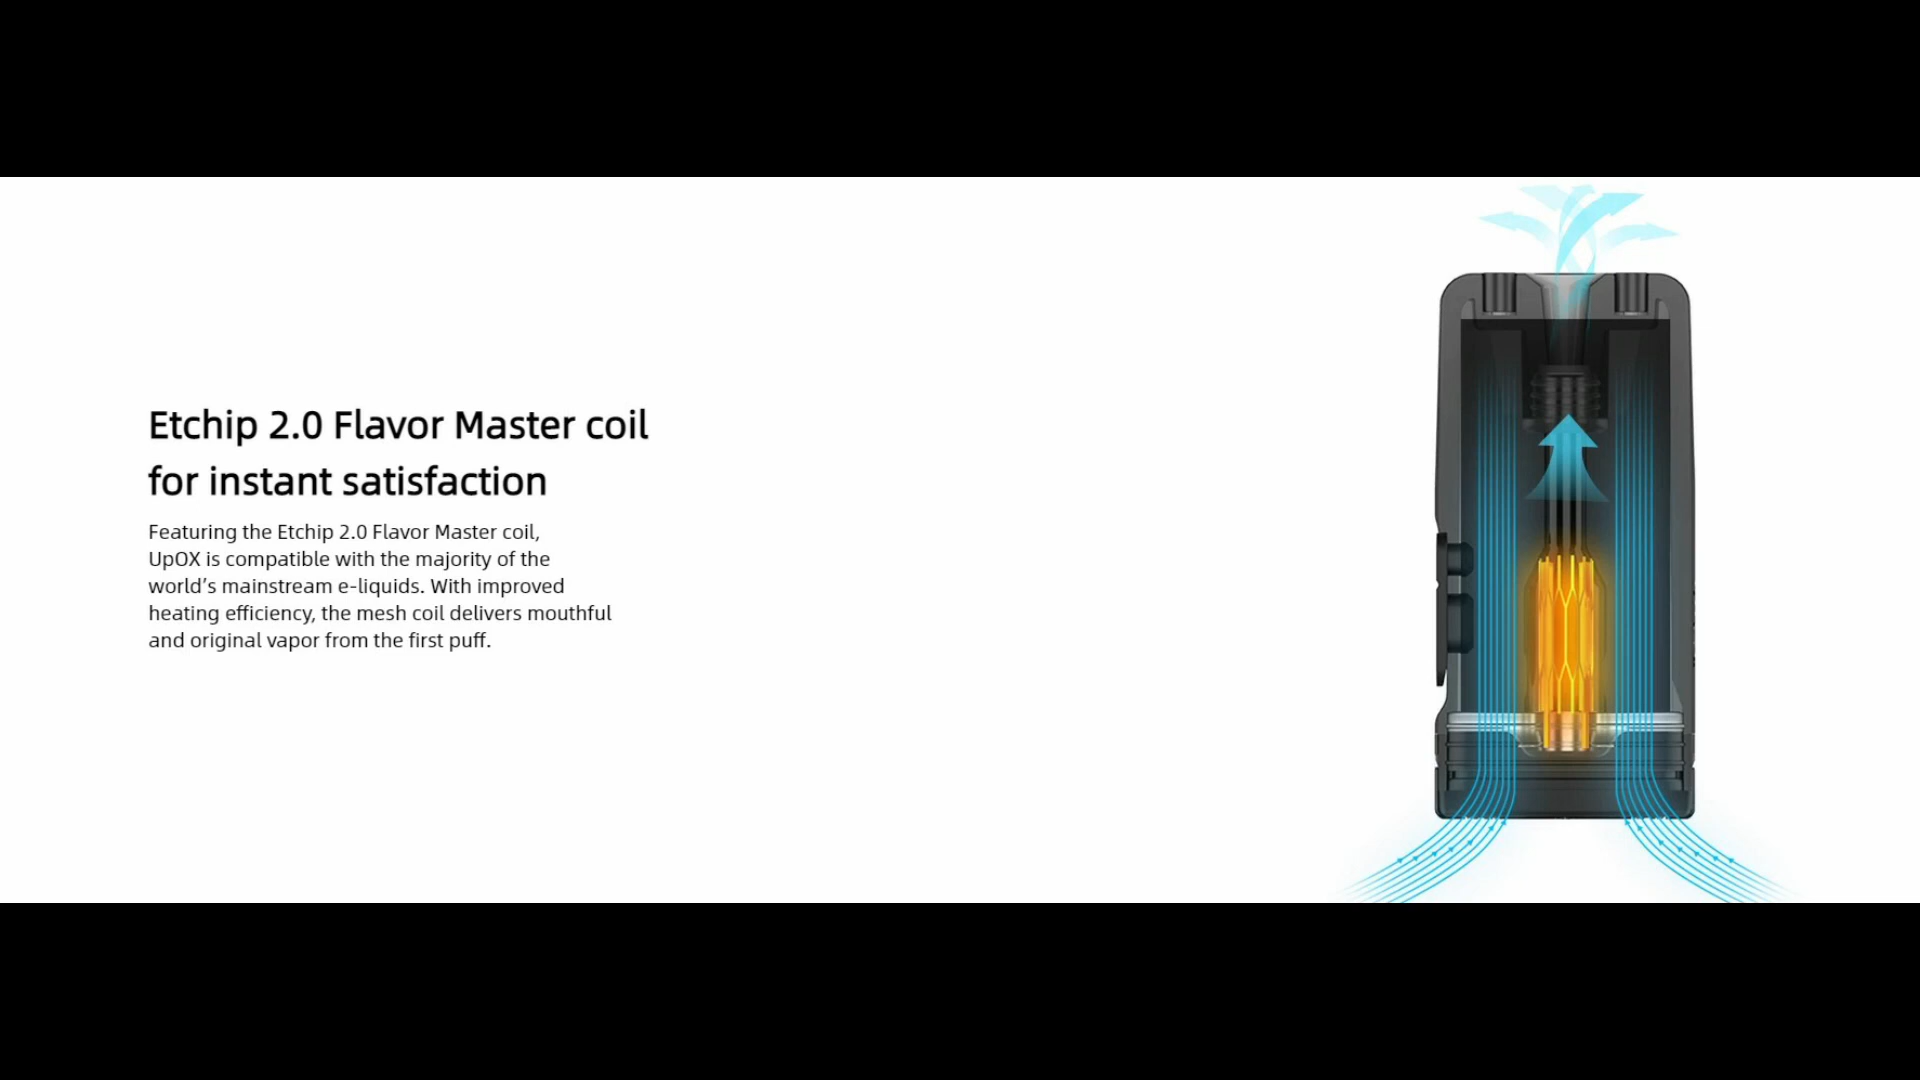 Etchip 2.0 Flavor Master coil
for instant satisfaction
Featuring the Etchip 2.0 Flavor Master coil,
UpOX is compatible with the majority of the
world’s mainstream e-liquids. With improved
heating efficiency, the mesh coil delivers mouthful
and original vapor from the first puff.